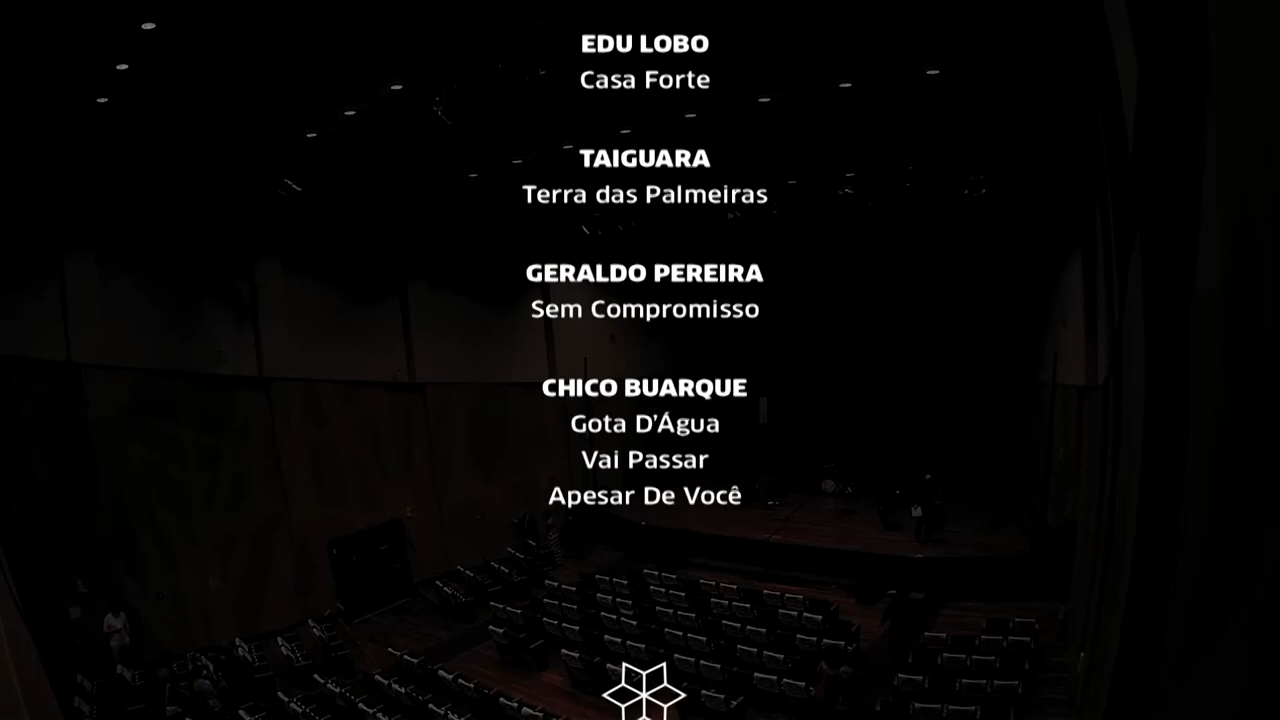 EDU LOBO
Casa Forte
TAIGUARA
Terra das Palmeiras
GERALDO PEREIRA
Sem Compromisso
CHICO BUARQUE
Gota D’Água
Vai Passar
Apesar De Você